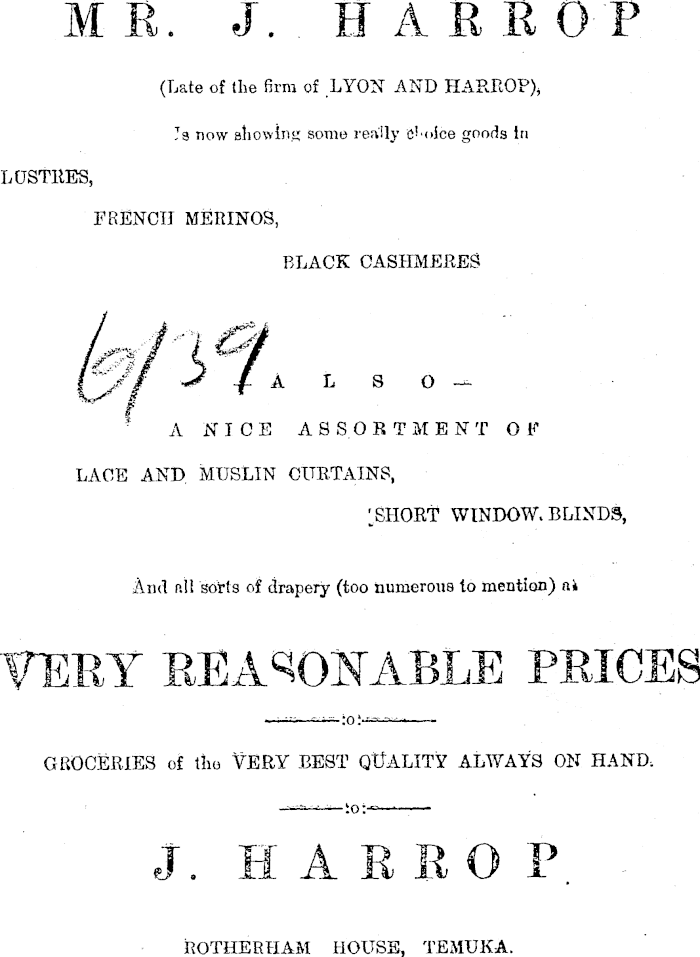 MR. J. HARROP
(Late of the firm of LYON AND HARROP),
Is now showing some really choice goods in
LUSTRES,
FRENCH MERINOS,
BLACK CASHMERES
6/39
— ALSO —
A NICE ASSORTMENT OF
LACE AND MUSLIN CURTAINS,
SHORT WINDOW BLINDS,
And all sorts of drapery (too numerous to mention) at
VERY REASONABLE PRICES
———:o:———
GROCERIES of the VERY BEST QUALITY ALWAYS ON HAND.
———:o:———
J. HARROP.
ROTHERHAM HOUSE, TEMUKA.